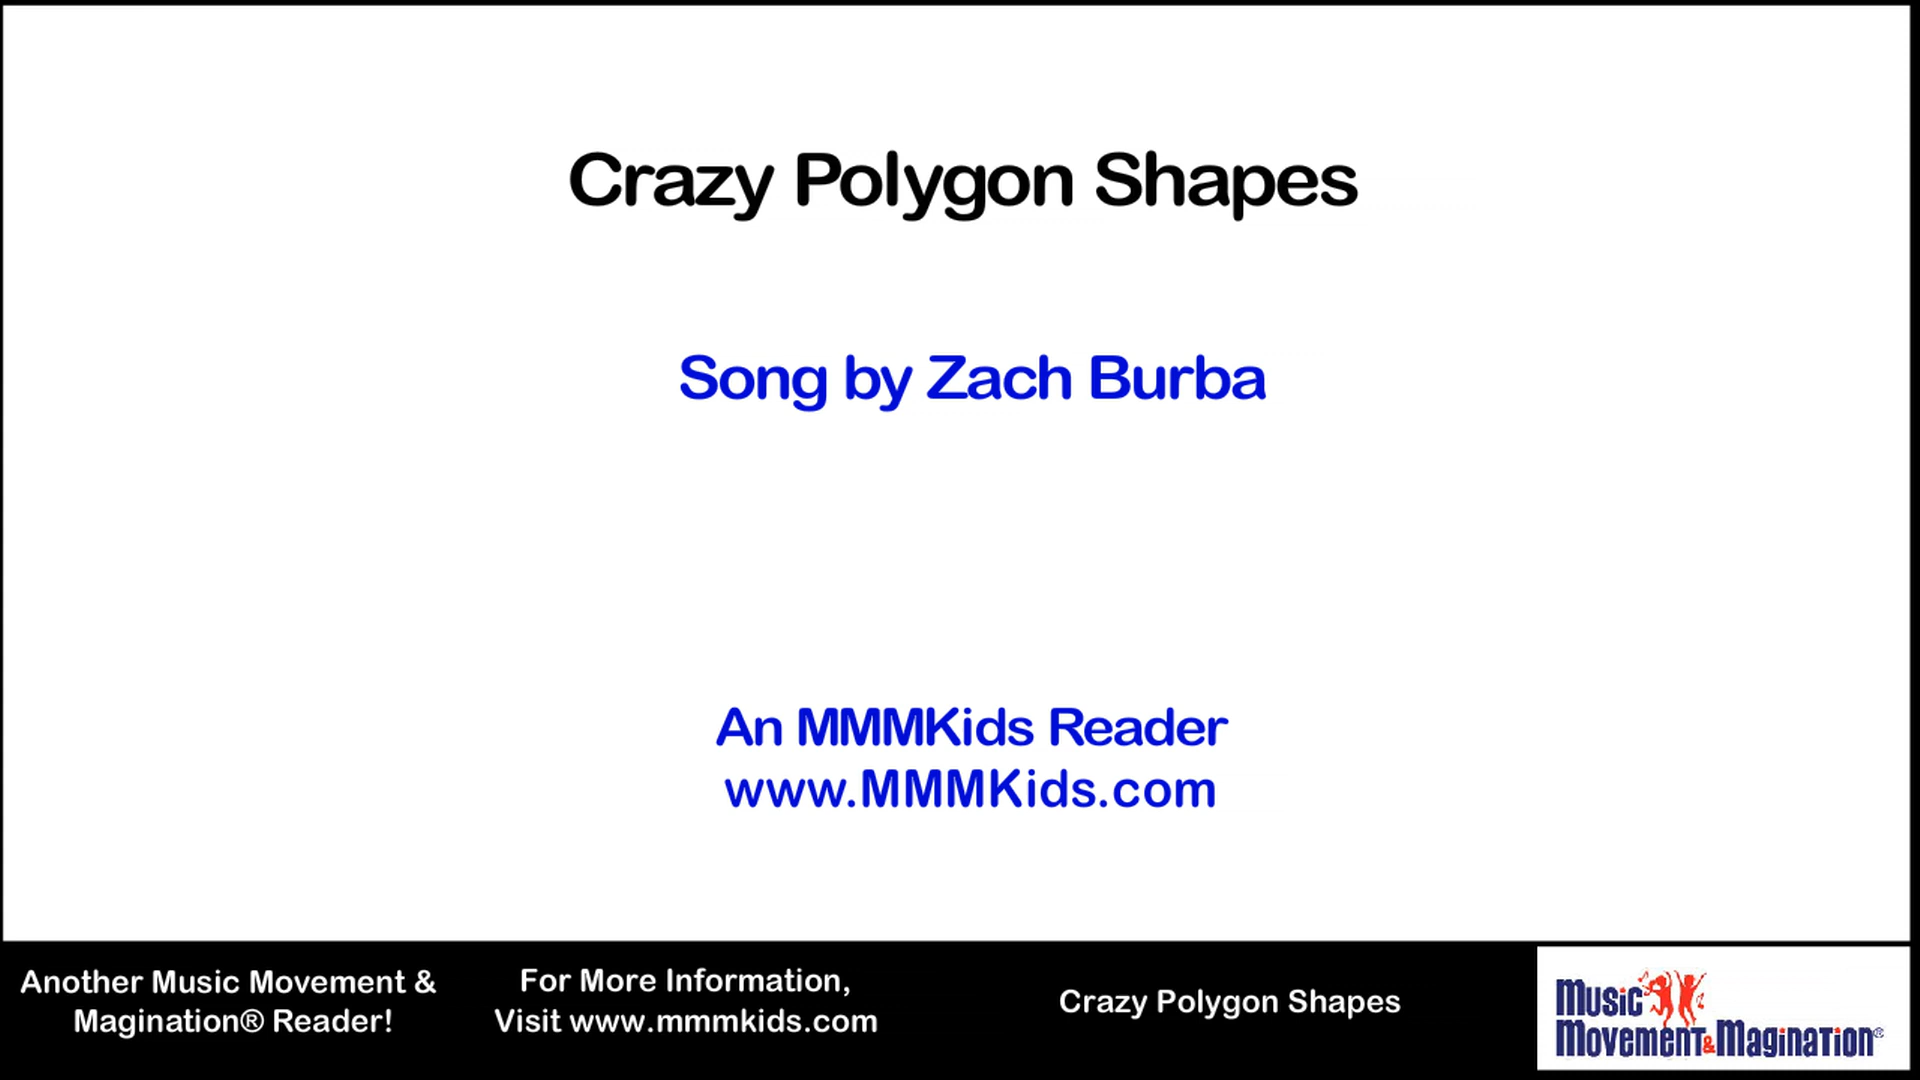 Crazy Polygon Shapes
Song by Zach Burba
An MMMKids Reader
www.MMMKids.com
Another Music Movement &
Magination® Reader!
For More Information,
Visit www.mmmkids.com
Crazy Polygon Shapes
Music
Movement & Magination®